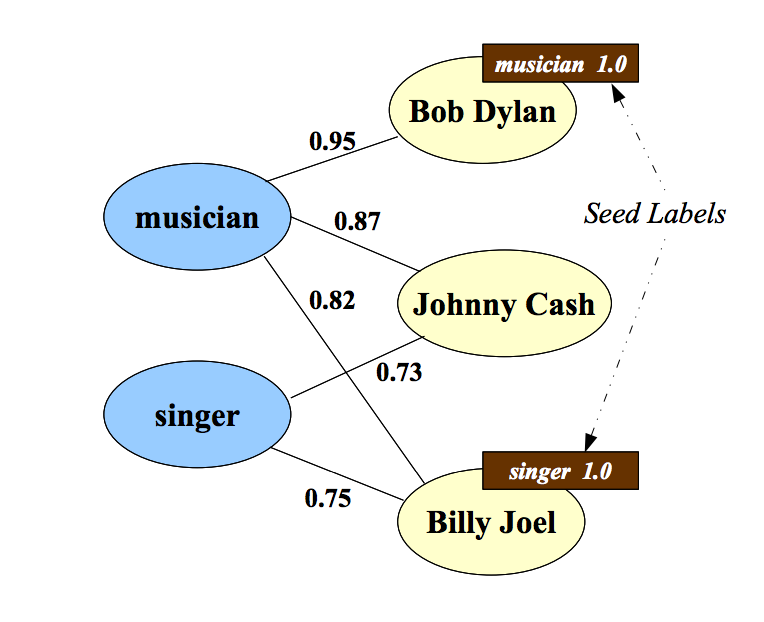 musician 1.0
Bob Dylan
0.95
musician
0.87
Seed Labels
0.82
Johnny Cash
0.73
singer
singer 1.0
0.75
Billy Joel